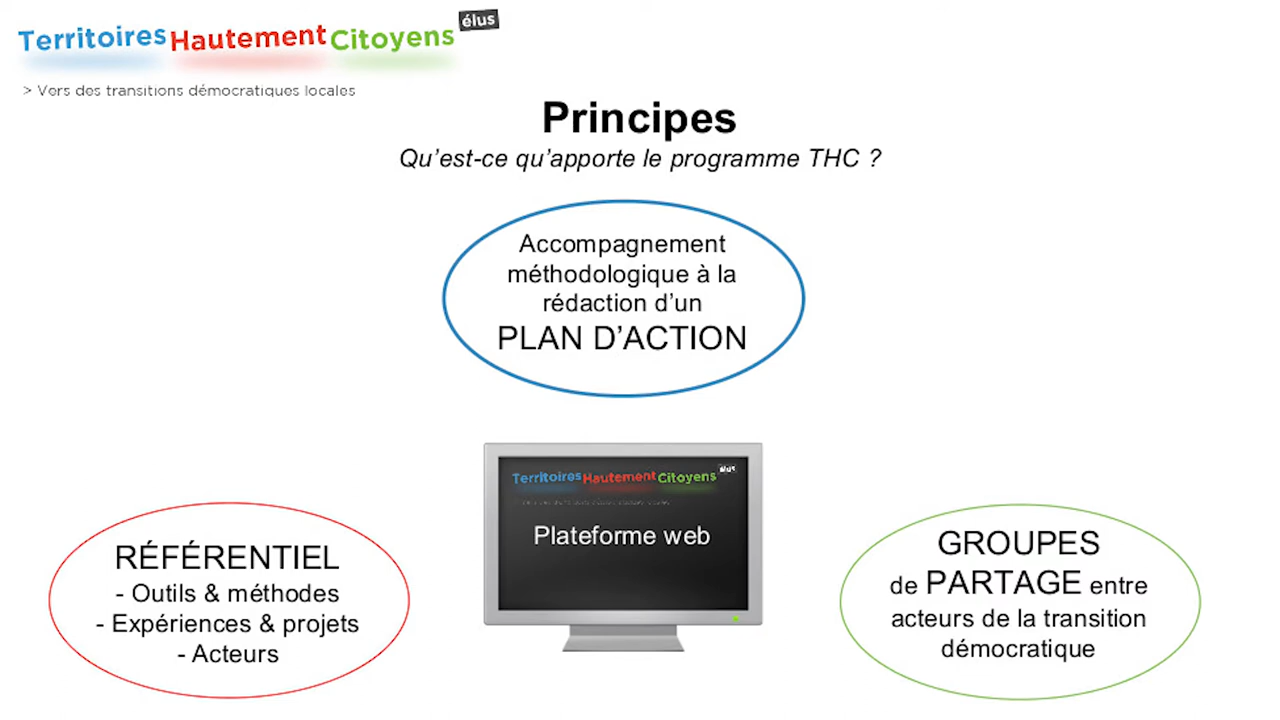 Territoires Hautement Citoyens élus
> Vers des transitions démocratiques locales
Principes
Qu’est-ce qu’apporte le programme THC ?
Accompagnement
méthodologique à la
rédaction d’un
PLAN D’ACTION
Territoires Hautement Citoyens élus
Plateforme web
RÉFÉRENTIEL
- Outils & méthodes
- Expériences & projets
- Acteurs
GROUPES
de PARTAGE entre
acteurs de la transition
démocratique